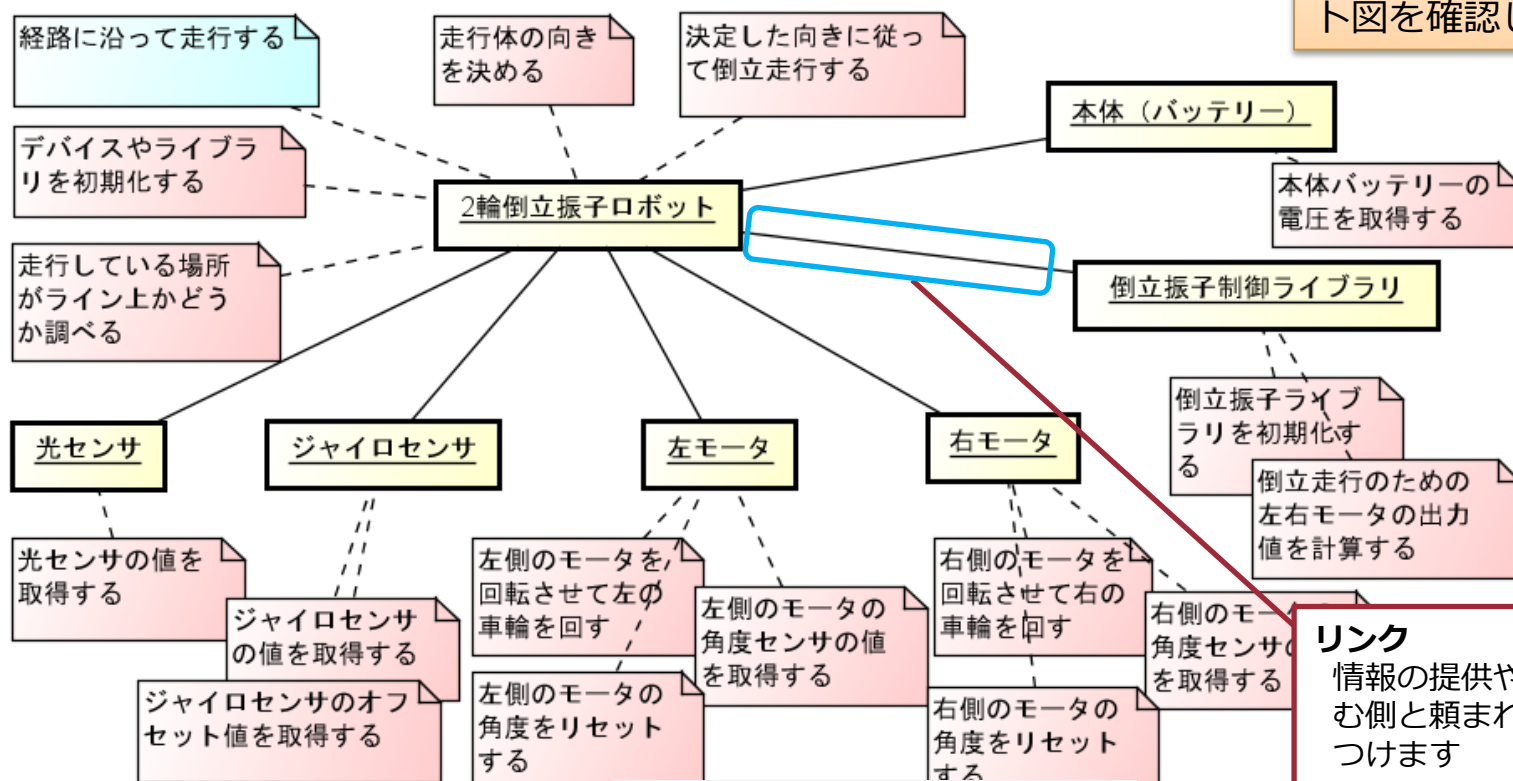 ト図を確認し
経路に沿って走行する
走行体の向き
を決める
決定した向きに従っ
て倒立走行する
本体（バッテリー）
デバイスやライブラ
リを初期化する
2輪倒立振子ロボット
本体バッテリーの
電圧を取得する
走行している場所
がライン上かどう
か調べる
倒立振子制御ライブラリ
倒立振子ライブ
ラリを初期化す
る
倒立走行のための
左右モータの出力
値を計算する
光センサ
ジャイロセンサ
左モータ
右モータ
光センサの値を
取得する
ジャイロセンサ
の値を取得する
ジャイロセンサのオフ
セット値を取得する
左側のモータを
回転させて左の
車輪を回す
左側のモータの
角度センサの値
を取得する
左側のモータの
角度をリセット
する
右側のモータを
回転させて右の
車輪を回す
右側のモー
角度センサ
を取得する
右側のモータの
角度をリセット
する
リンク
情報の提供や
む側と頼まれ
つけます